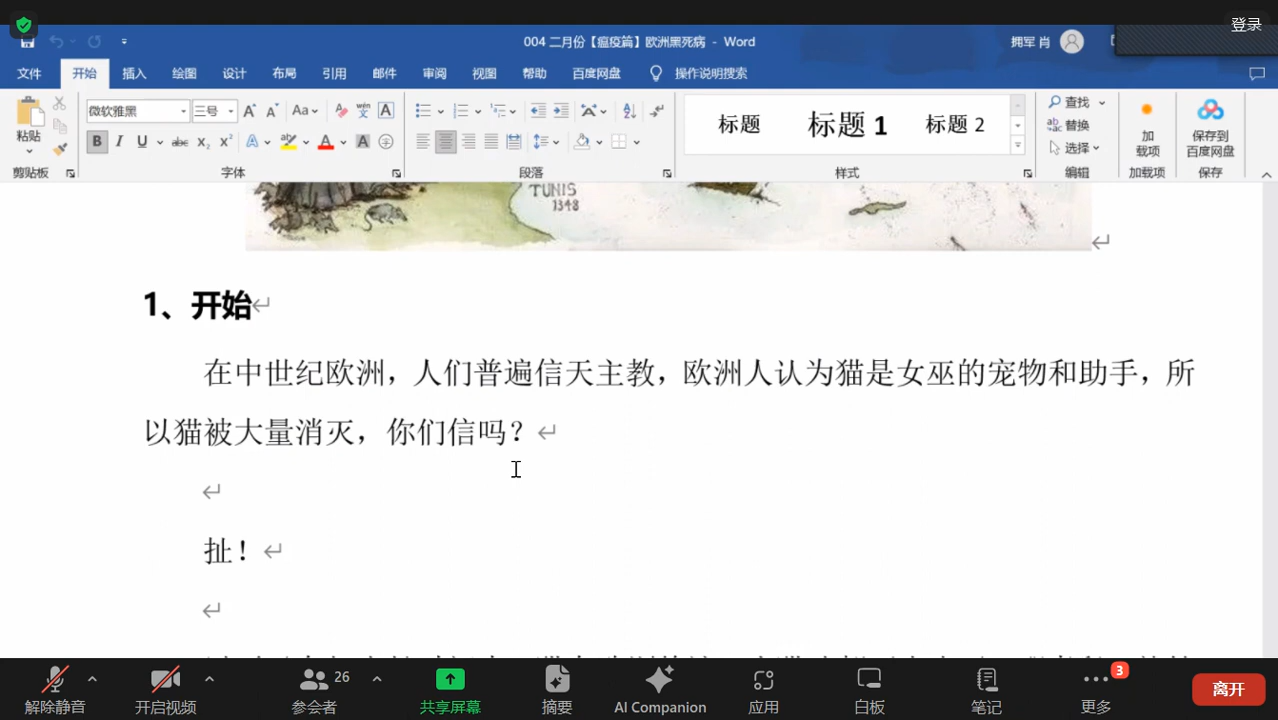 登录
004 二月份【瘟疫篇】欧洲黑死病 - Word
拥军 肖
文件 开始 插入 绘图 设计 布局 引用 邮件 审阅 视图 帮助 百度网盘 操作说明搜索
微软雅黑 三号
粘贴
标题 标题 1 标题 2
查找
替换
选择
加载项
保存到百度网盘
剪贴板 字体 段落 样式 编辑 加载项 保存
TUNIS
1348
1、开始
在中世纪欧洲，人们普遍信天主教，欧洲人认为猫是女巫的宠物和助手，所
以猫被大量消灭，你们信吗？
扯！
26
3
解除静音 开启视频 参会者 共享屏幕 摘要 AI Companion 应用 白板 笔记 更多 离开